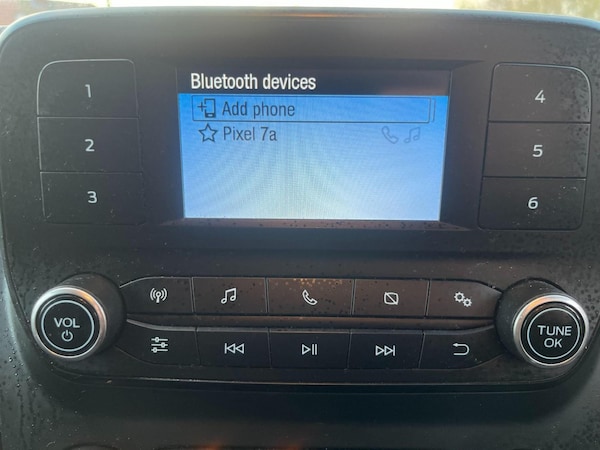 Bluetooth devices
Add phone
Pixel 7a
1
2
3
4
5
6
VOL
TUNE
OK